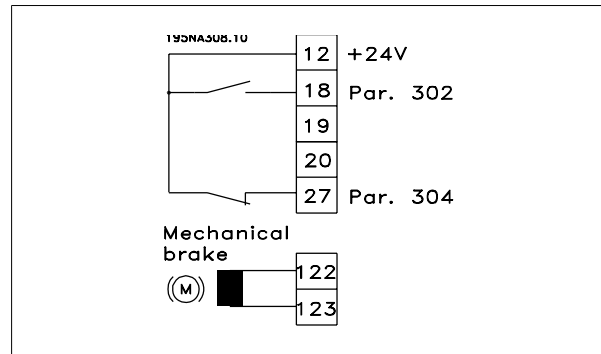 195NA308.10
12 +24V
18 Par. 302
19
20
27 Par. 304
Mechanical
brake
M
122
123